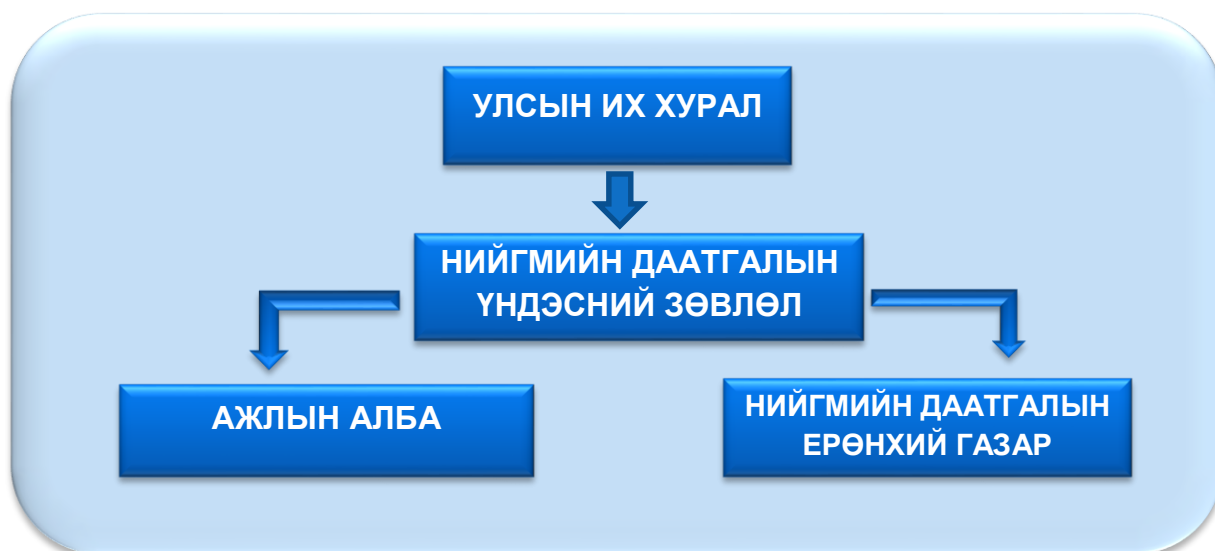 УЛСЫН ИХ ХУРАЛ
НИЙГМИЙН ДААТГАЛЫН
ҮНДЭСНИЙ ЗӨВЛӨЛ
АЖЛЫН АЛБА
НИЙГМИЙН ДААТГАЛЫН
ЕРӨНХИЙ ГАЗАР